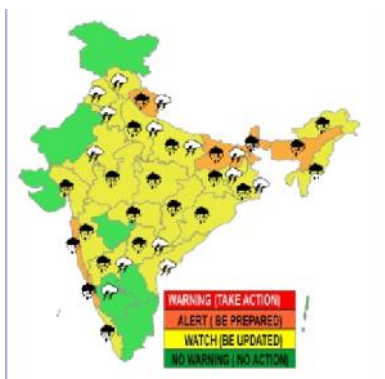 WARNING (TAKE ACTION)
ALERT ( BE PREPARED)
WATCH (BE UPDATED)
NO WARNING ( NO ACTION)